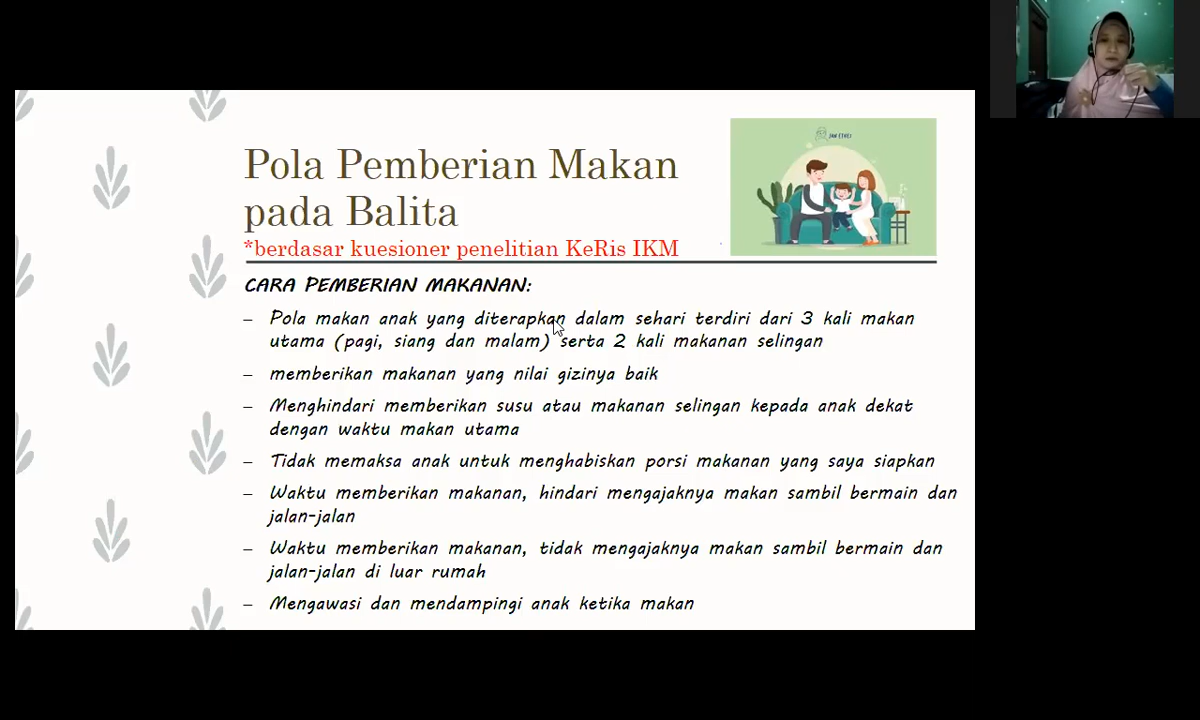 Pola Pemberian Makan
pada Balita
*berdasar kuesioner penelitian KeRis IKM
CARA PEMBERIAN MAKANAN:
– Pola makan anak yang diterapkan dalam sehari terdiri dari 3 kali makan
utama (pagi, siang dan malam) serta 2 kali makanan selingan
– memberikan makanan yang nilai gizinya baik
– Menghindari memberikan susu atau makanan selingan kepada anak dekat
dengan waktu makan utama
– Tidak memaksa anak untuk menghabiskan porsi makanan yang saya siapkan
– Waktu memberikan makanan, hindari mengajaknya makan sambil bermain dan
jalan-jalan
– Waktu memberikan makanan, tidak mengajaknya makan sambil bermain dan
jalan-jalan di luar rumah
– Mengawasi dan mendampingi anak ketika makan